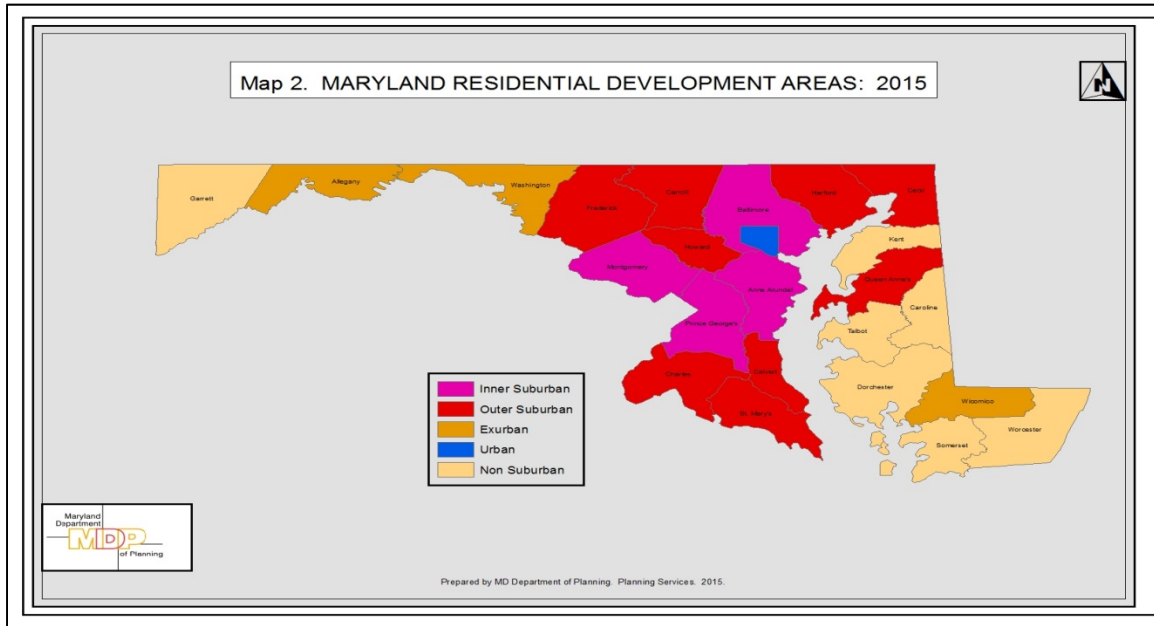 Map 2.  MARYLAND RESIDENTIAL DEVELOPMENT AREAS:  2015
N
Garrett
Allegany
Washington
Frederick
Carroll
Baltimore
Harford
Cecil
Howard
Kent
Montgomery
Anne Arundel
Queen Anne's
Caroline
Prince George's
Talbot
Charles
Calvert
Dorchester
Wicomico
St. Mary's
Somerset
Worcester
Inner Suburban
Outer Suburban
Exurban
Urban
Non Suburban
Maryland
Department
MDP
of Planning
Prepared by MD Department of Planning.  Planning Services.  2015.